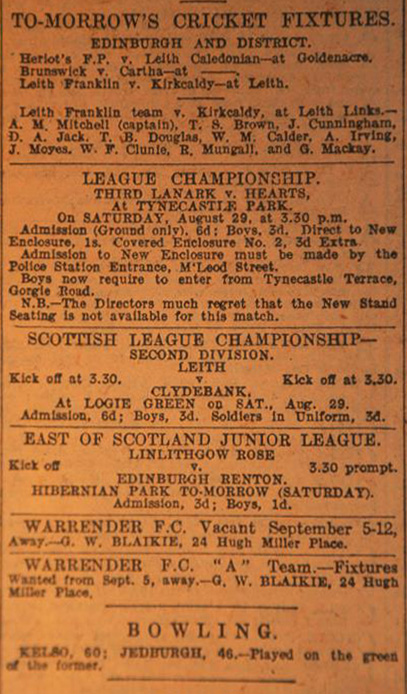 TO-MORROW'S CRICKET FIXTURES.
EDINBURGH AND DISTRICT.
Heriot's F.P. v. Leith Caledonian—at Goldenacre.
Brunswick v. Cartha—at ———.
Leith Franklin v. Kirkcaldy—at Leith.
Leith Franklin team v. Kirkcaldy, at Leith Links.—
A. M. Mitchell (captain), T. S. Brown, J. Cunningham,
D. A. Jack, T. B. Douglas, W. M. Calder, A. Irving,
J. Moyes, W. F. Clunie, R. Mungall, and G. Mackay.
LEAGUE CHAMPIONSHIP.
THIRD LANARK v. HEARTS,
At TYNECASTLE PARK.
On SATURDAY, August 29, at 3.30 p.m.
Admission (Ground only), 6d; Boys, 3d. Direct to New
Enclosure, 1s. Covered Enclosure No. 2, 3d Extra.
Admission to New Enclosure must be made by the
Police Station Entrance, M'Leod Street.
Boys now require to enter from Tynecastle Terrace,
Gorgie Road.
N.B.—The Directors much regret that the New Stand
Seating is not available for this match.
SCOTTISH LEAGUE CHAMPIONSHIP—
SECOND DIVISION.
LEITH
Kick off at 3.30. v. Kick off at 3.30.
CLYDEBANK,
At LOGIE GREEN on SAT., Aug. 29.
Admission, 6d; Boys, 3d. Soldiers in Uniform, 3d.
EAST OF SCOTLAND JUNIOR LEAGUE.
LINLITHGOW ROSE
Kick off v. 3.30 prompt.
EDINBURGH RENTON.
HIBERNIAN PARK TO-MORROW (SATURDAY).
Admission, 3d; Boys, 1d.
WARRENDER F.C. Vacant September 5-12,
Away.—G. W. BLAIKIE, 24 Hugh Miller Place.
WARRENDER F.C. "A" Team.—Fixtures
Wanted from Sept. 5, away.—G. W. BLAIKIE, 24 Hugh
Miller Place.
BOWLING.
KELSO, 60; JEDBURGH, 46.—Played on the green
of the former.